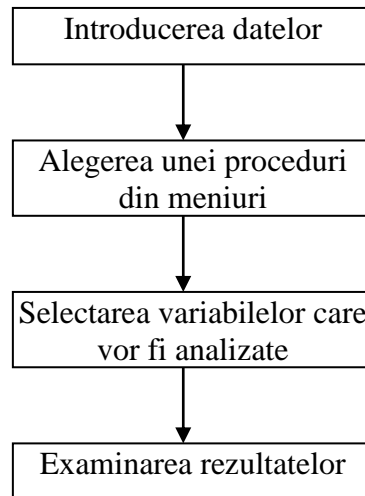 Introducerea datelor
Alegerea unei proceduri
din meniuri
Selectarea variabilelor care
vor fi analizate
Examinarea rezultatelor